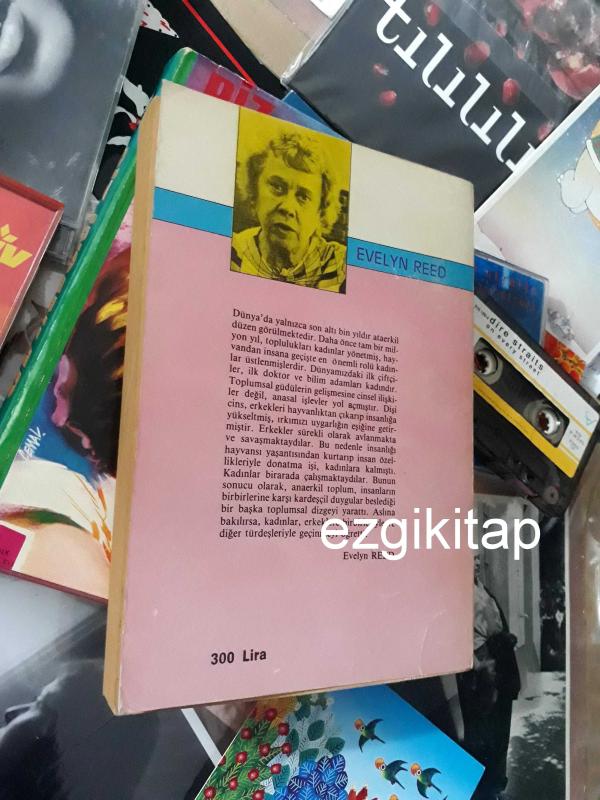 tılılılı
EVELYN REED
Dünya'da yalnızca son altı bin yıldır ataerkil
düzen görülmektedir. Daha önce tam bir mil-
yon yıl, toplulukları kadınlar yönetmiş, hay-
vandan insana geçişte en önemli rolü kadın-
lar üstlenmişlerdir. Dünyamızdaki ilk çiftçi-
ler, ilk doktor ve bilim adamları kadındır.
Toplumsal güdülerin gelişmesine cinsel ilişki-
ler değil, anasal işlevler yol açmıştır. Dişi
cins, erkekleri hayvanlıktan çıkarıp insanlığa
yükseltmiş, ırkımızı uygarlığın eşiğine getir-
miştir. Erkekler sürekli olarak avlanmakta
ve savaşmaktaydılar. Bu nedenle insanlığı
hayvansı yaşantısından kurtarıp insan özel-
likleriyle donatma işi, kadınlara kalmıştı.
Kadınlar birarada çalışmaktaydılar. Bunun
sonucu olarak, anaerkil toplum, insanların
birbirlerine karşı kardeşçil duygular beslediği
bir başka toplumsal dizgeyi yarattı. Aslına
bakılırsa, kadınlar,
diğer türdeşleriyle
Evelyn REED
300 Lira
dire straits
on every street
ezgikitap